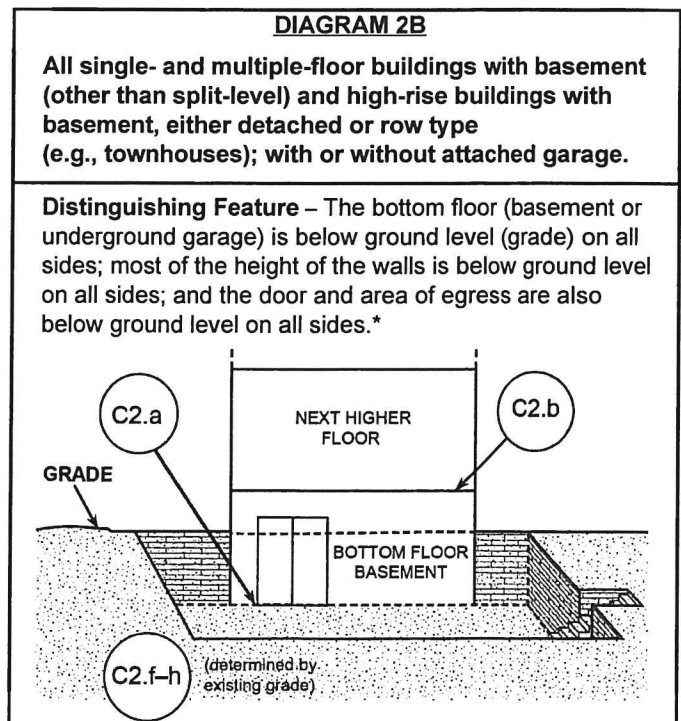 DIAGRAM 2B
All single- and multiple-floor buildings with basement
(other than split-level) and high-rise buildings with
basement, either detached or row type
(e.g., townhouses); with or without attached garage.
Distinguishing Feature – The bottom floor (basement or
underground garage) is below ground level (grade) on all
sides; most of the height of the walls is below ground level
on all sides; and the door and area of egress are also
below ground level on all sides.*
C2.a
NEXT HIGHER
FLOOR
C2.b
GRADE
BOTTOM FLOOR
BASEMENT
C2.f–h
(determined by
existing grade)